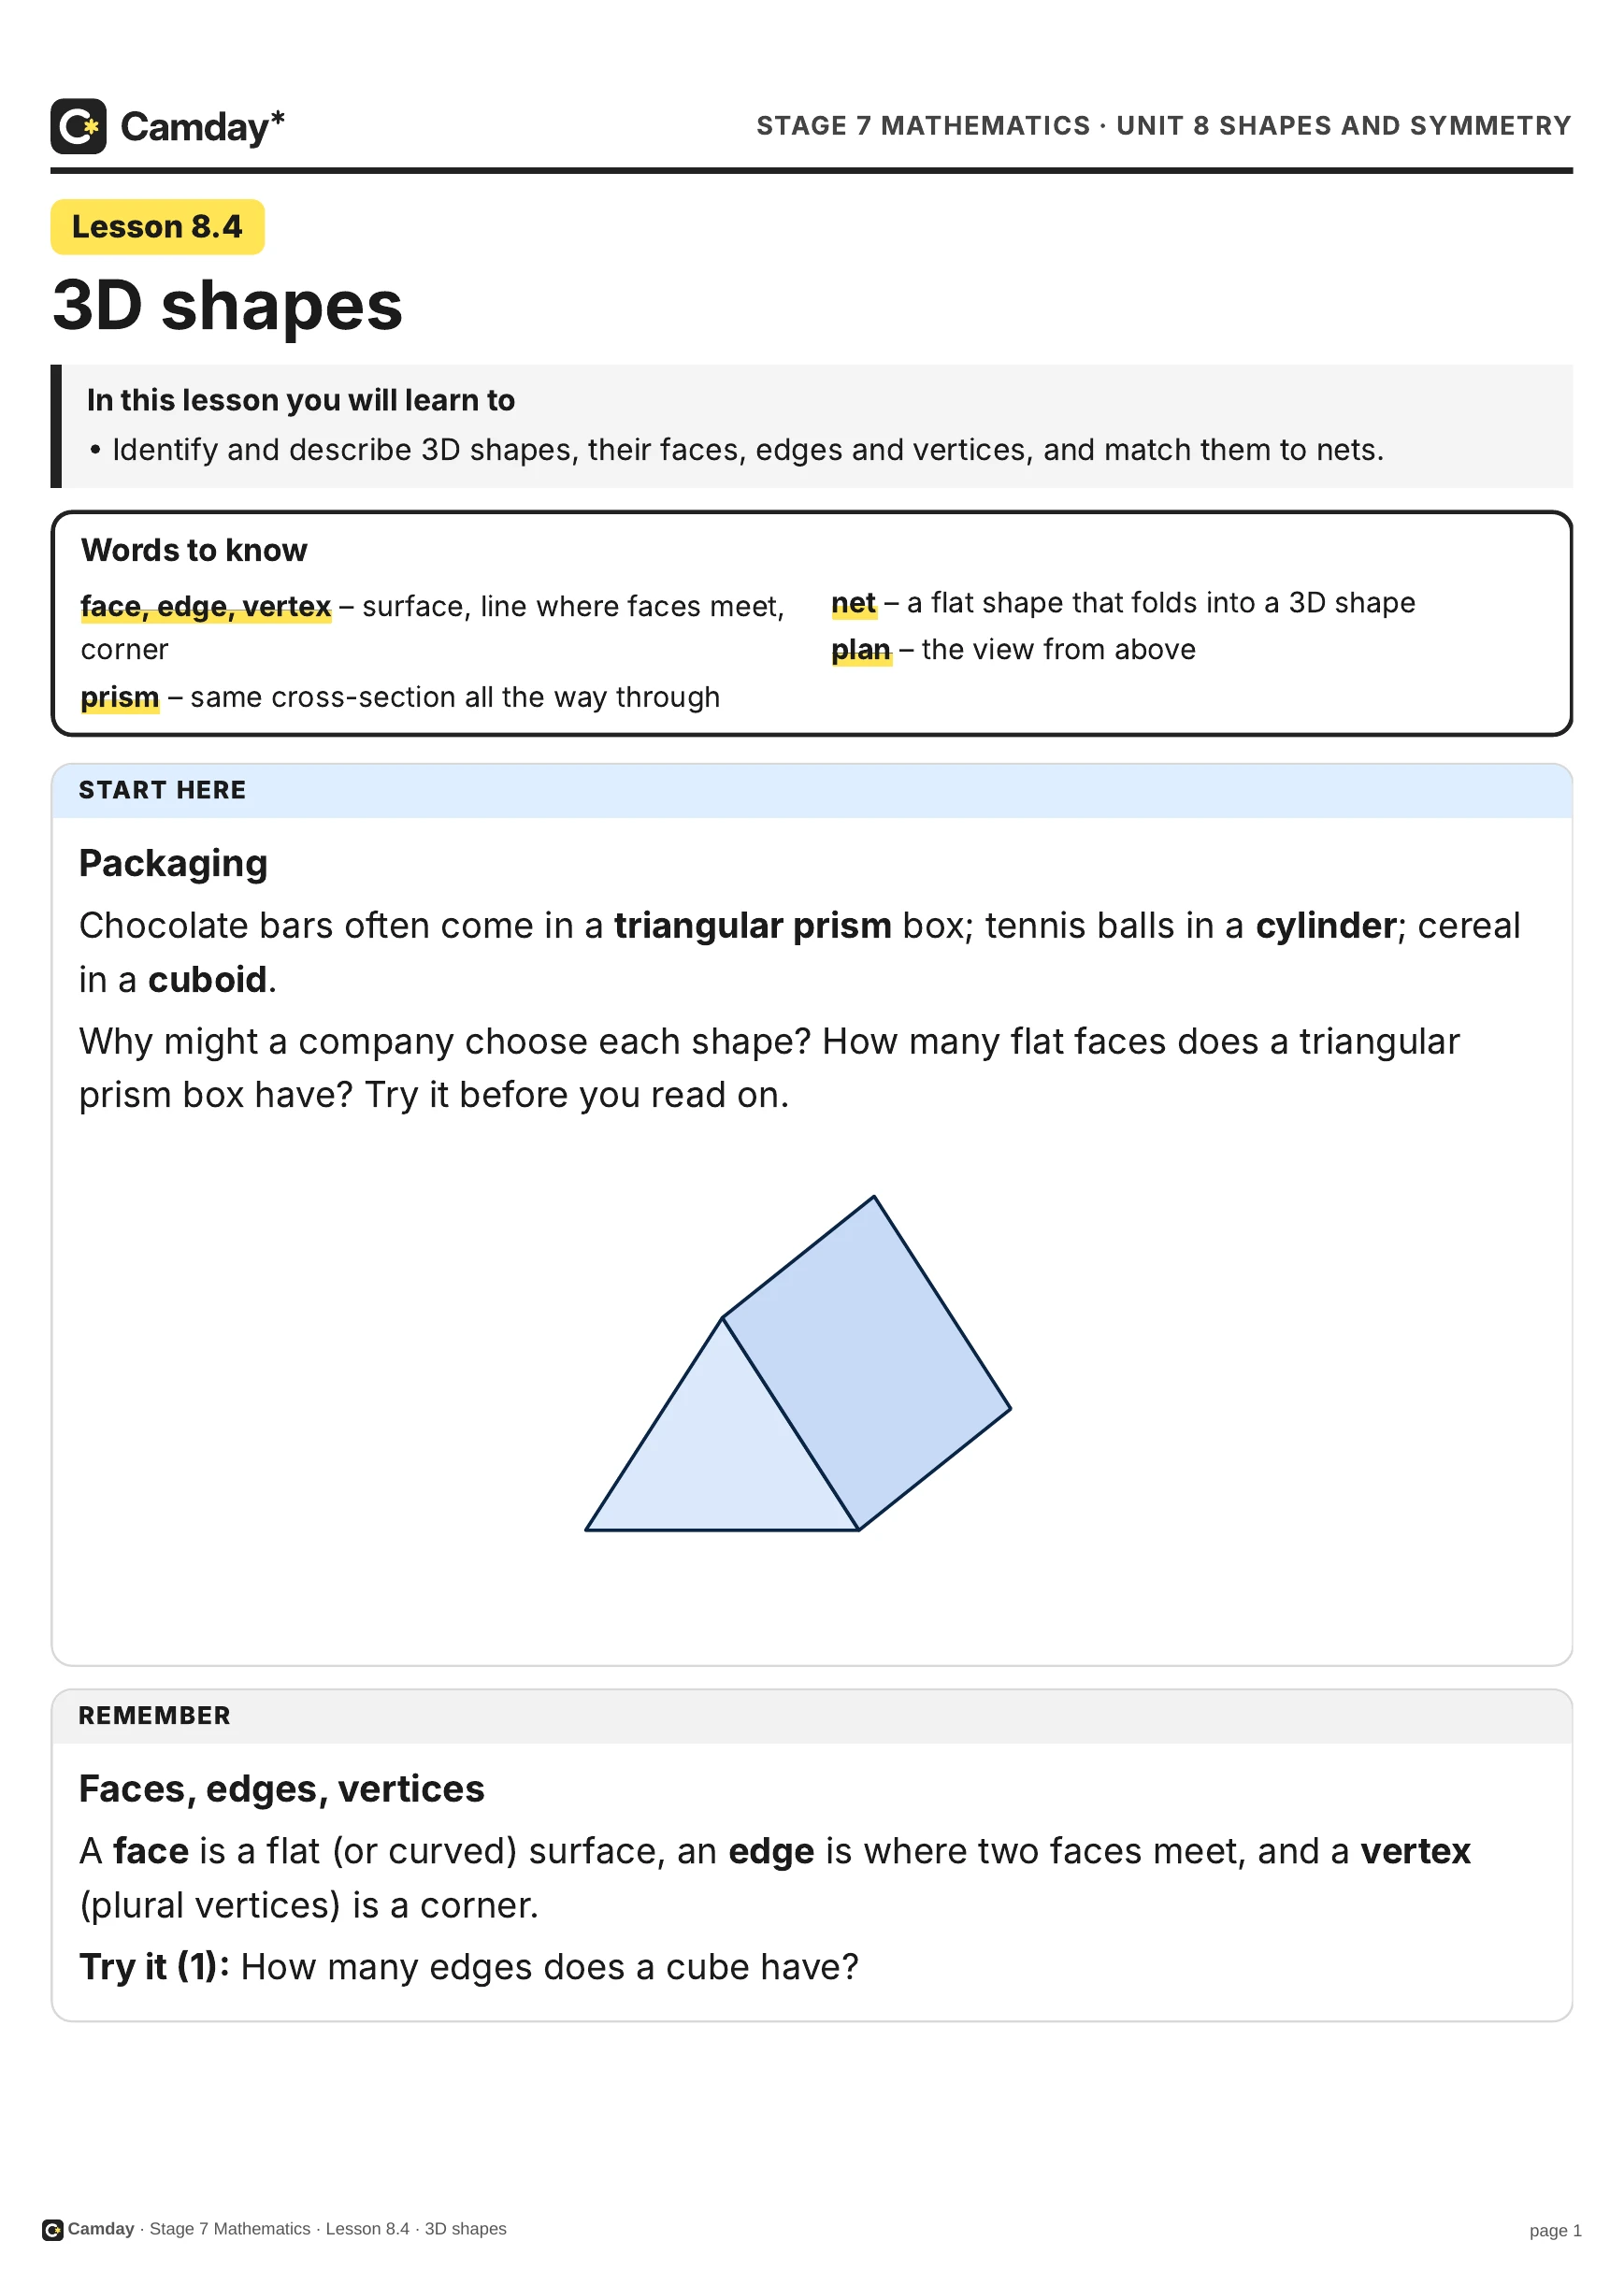 Camday*
STAGE 7 MATHEMATICS · UNIT 8 SHAPES AND SYMMETRY
Lesson 8.4
3D shapes
In this lesson you will learn to
• Identify and describe 3D shapes, their faces, edges and vertices, and match them to nets.
Words to know
face, edge, vertex – surface, line where faces meet,
corner
prism – same cross-section all the way through
net – a flat shape that folds into a 3D shape
plan – the view from above
START HERE
Packaging
Chocolate bars often come in a triangular prism box; tennis balls in a cylinder; cereal
in a cuboid.
Why might a company choose each shape? How many flat faces does a triangular
prism box have? Try it before you read on.
REMEMBER
Faces, edges, vertices
A face is a flat (or curved) surface, an edge is where two faces meet, and a vertex
(plural vertices) is a corner.
Try it (1): How many edges does a cube have?
Camday · Stage 7 Mathematics · Lesson 8.4 · 3D shapes
page 1